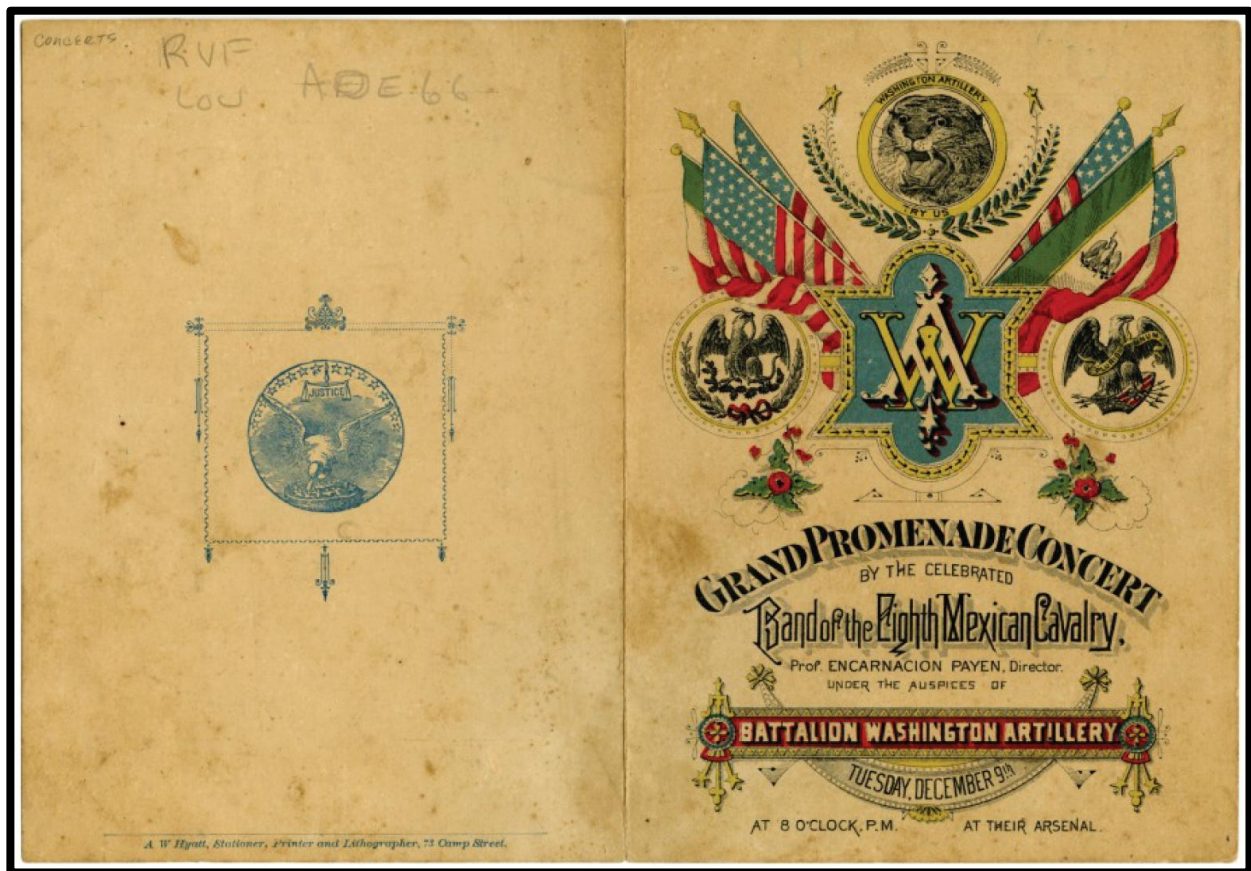 CONCERTS.
RVF
LOU
JUSTICE
A. W Hyatt, Stationer, Printer and Lithographer, 73 Camp Street.
WASHINGTON ARTILLERY
TRY US
WA
GRAND PROMENADE CONCERT
BY THE CELEBRATED
Band of the Eighth Mexican Cavalry.
Prof. ENCARNACION PAYEN, Director.
UNDER THE AUSPICES OF
BATTALION WASHINGTON ARTILLERY
TUESDAY, DECEMBER 9th
AT 8 O'CLOCK, P.M. AT THEIR ARSENAL.